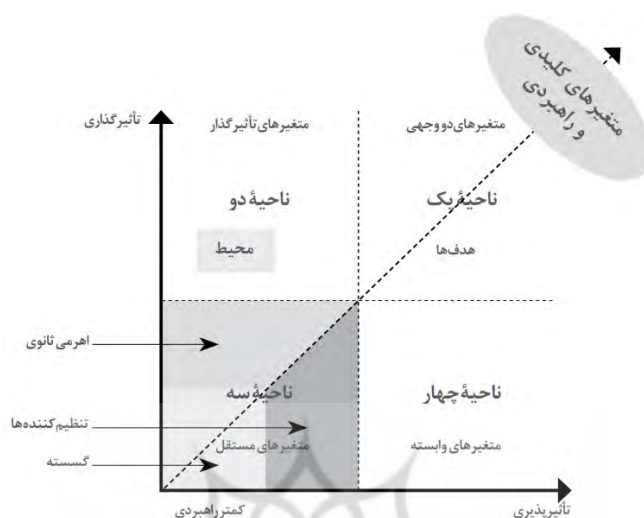 متغیرهای کلیدی
و راهبردی
تأثیرگذاری
متغیرهای دووجهی
متغیرهای تأثیرگذار
ناحیهٔ یک
ناحیهٔ دو
هدف‌ها
محیط
اهرمی ثانوی
ناحیهٔ چهار
ناحیهٔ سه
تنظیم‌کننده‌ها
متغیرهای وابسته
متغیرهای مستقل
گسسته
تأثیرپذیری
کمتر راهبردی